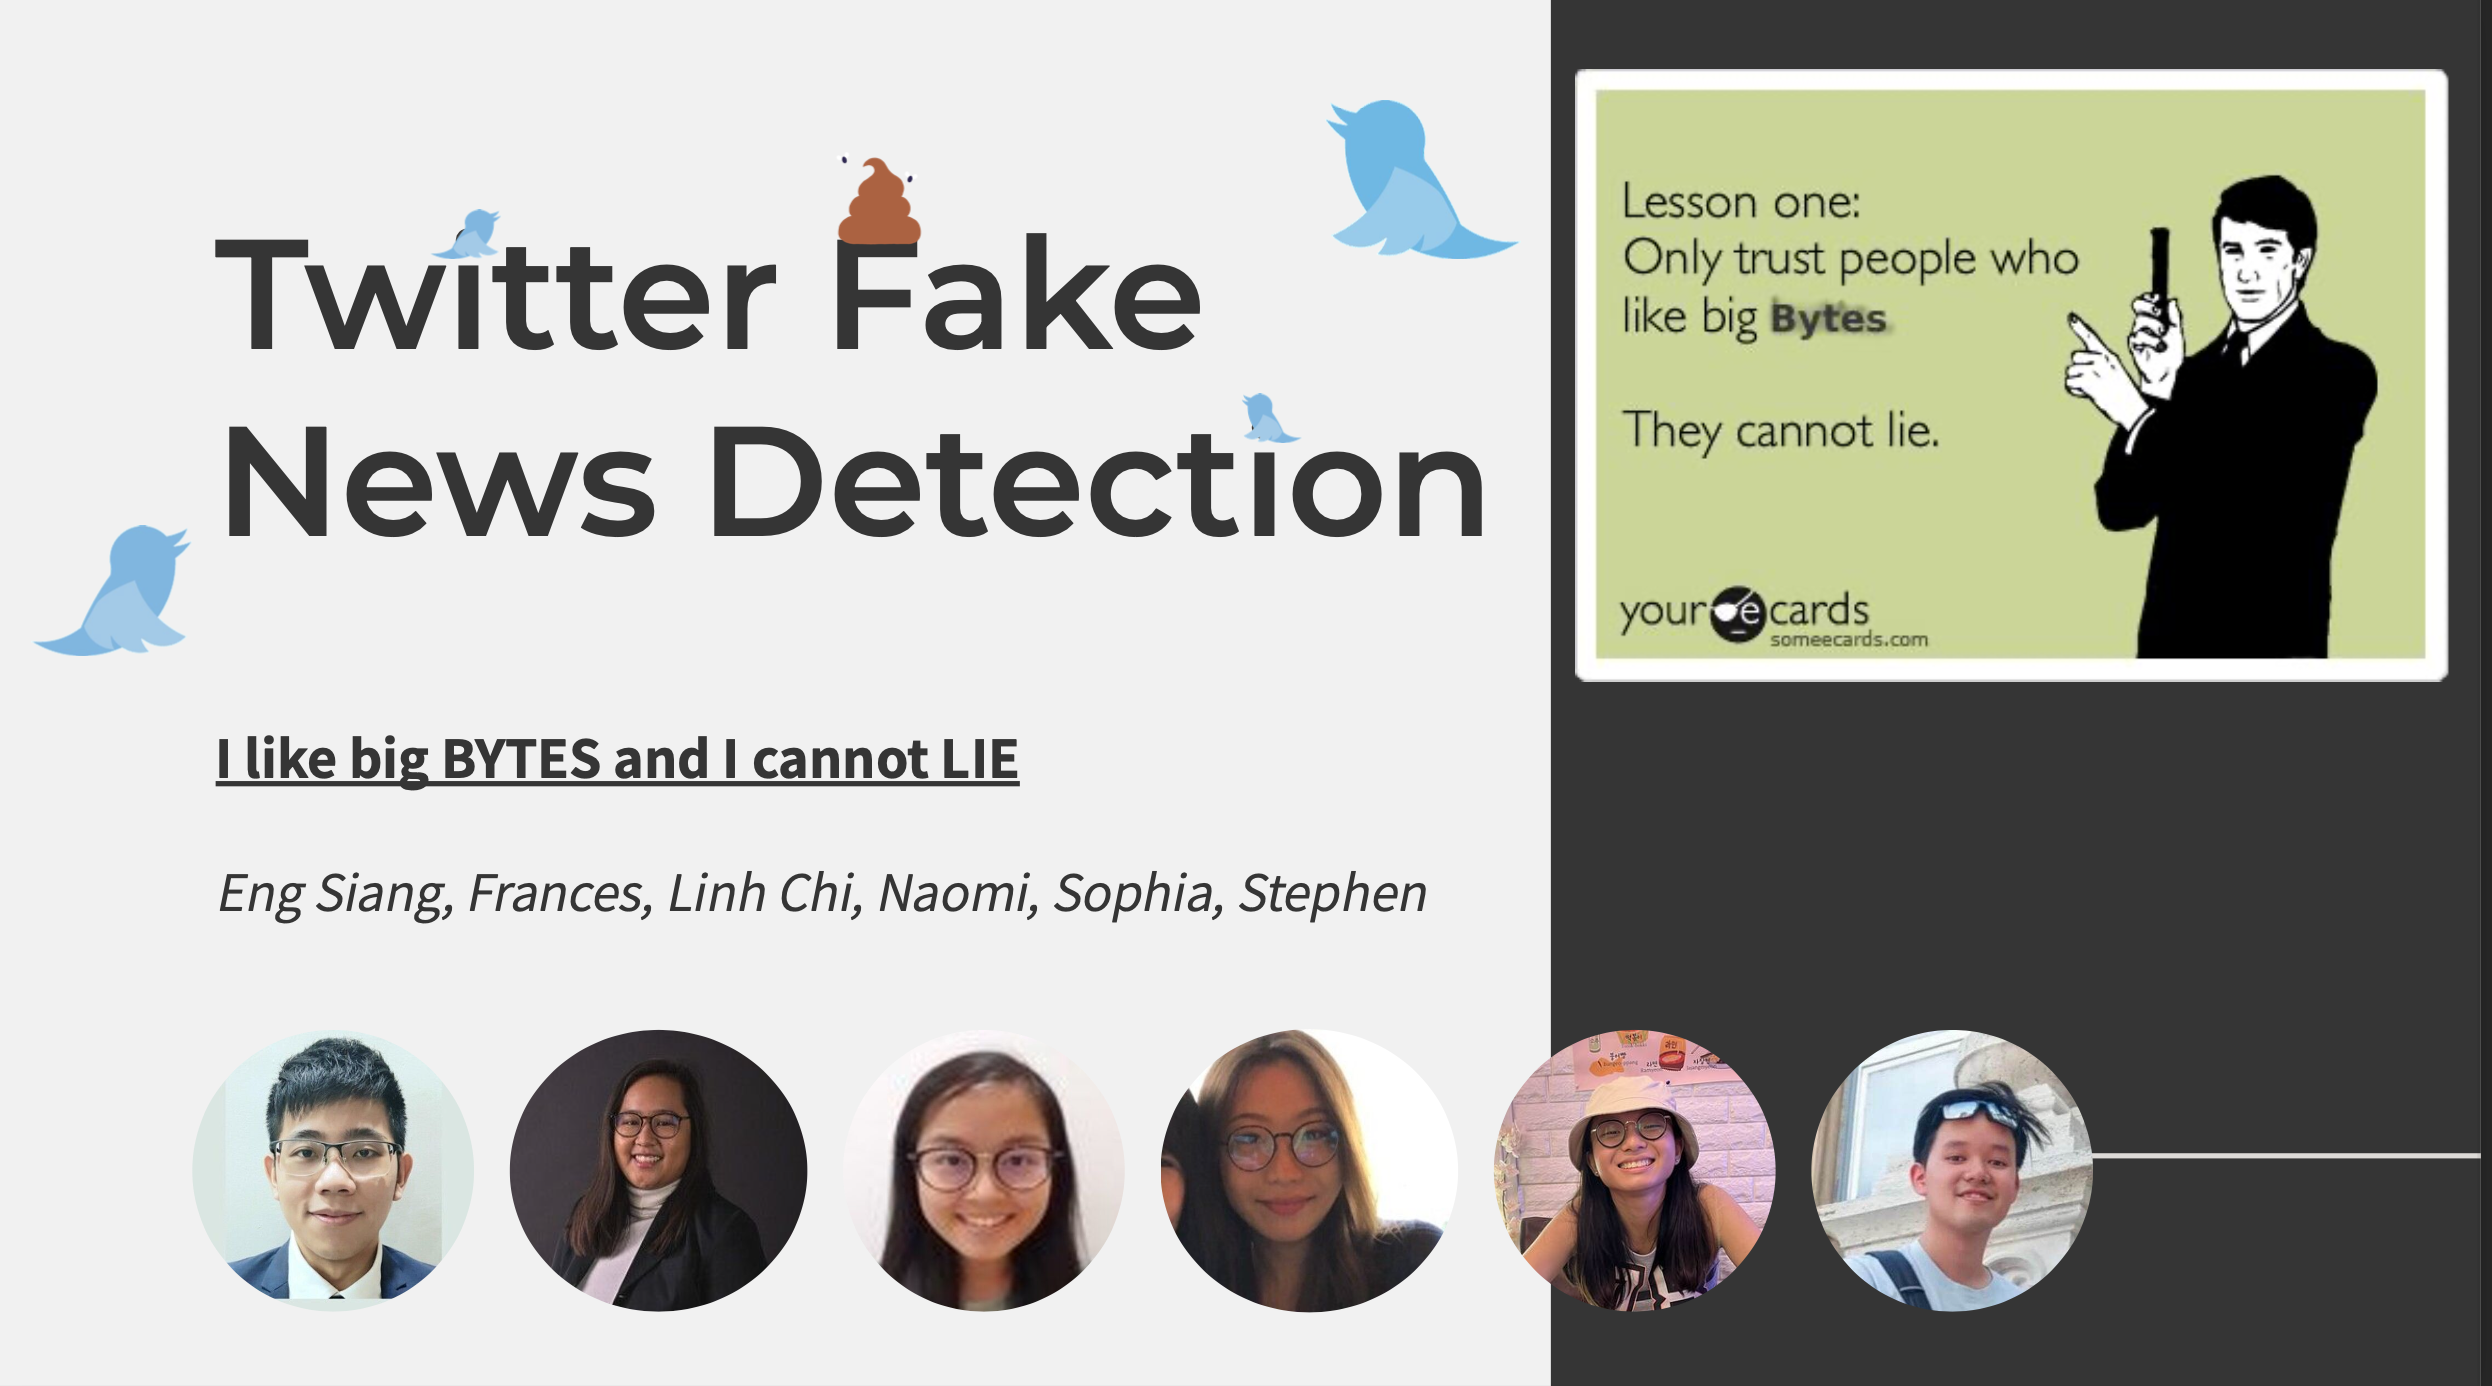 Twitter Fake
News Detection
I like big BYTES and I cannot LIE
Eng Siang, Frances, Linh Chi, Naomi, Sophia, Stephen
Lesson one:
Only trust people who
like big Bytes
They cannot lie.
your e cards
someecards.com